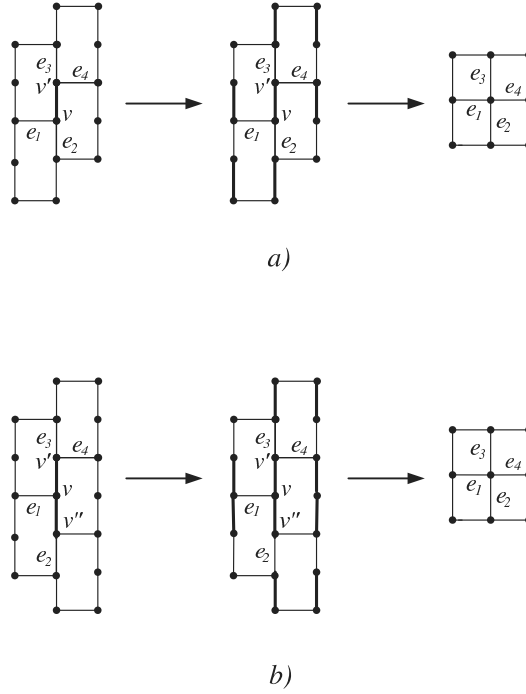 e3 e3 e3
v' e4 v' e4 e4
v v e1 e2
e1 e2 e1 e2
a)
e3 e3 e3
v' e4 v' e4 e4
v v e1 e2
e1 v'' e1 v''
e2 e2
b)